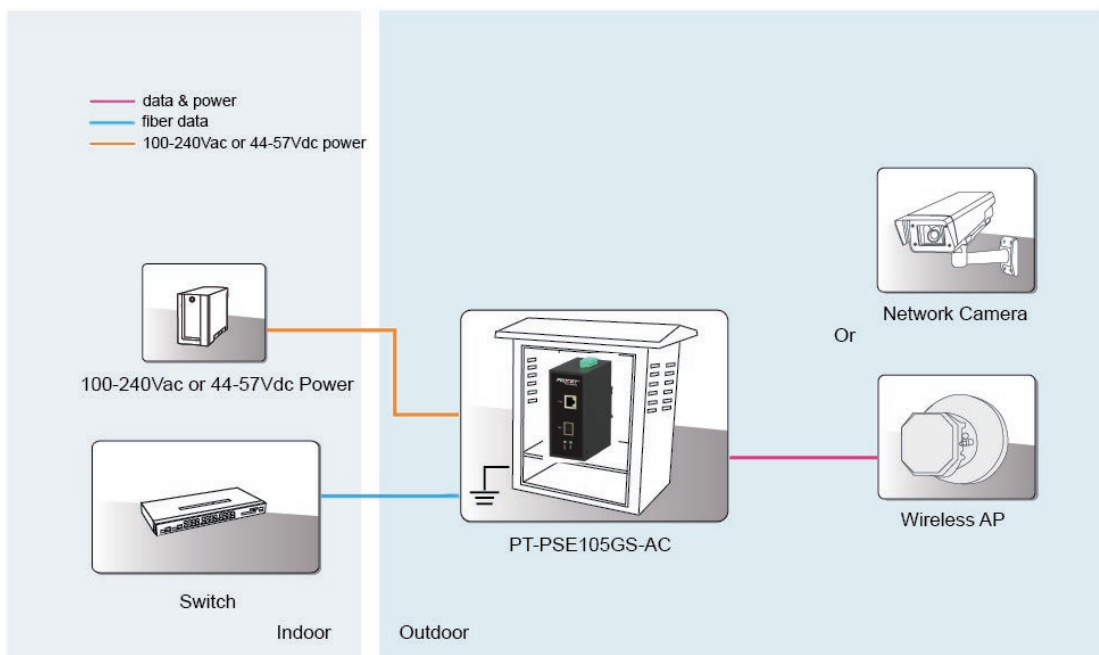 data & power
fiber data
100-240Vac or 44-57Vdc power
100-240Vac or 44-57Vdc Power
Switch
Indoor
Outdoor
PT-PSE105GS-AC
Network Camera
Or
Wireless AP